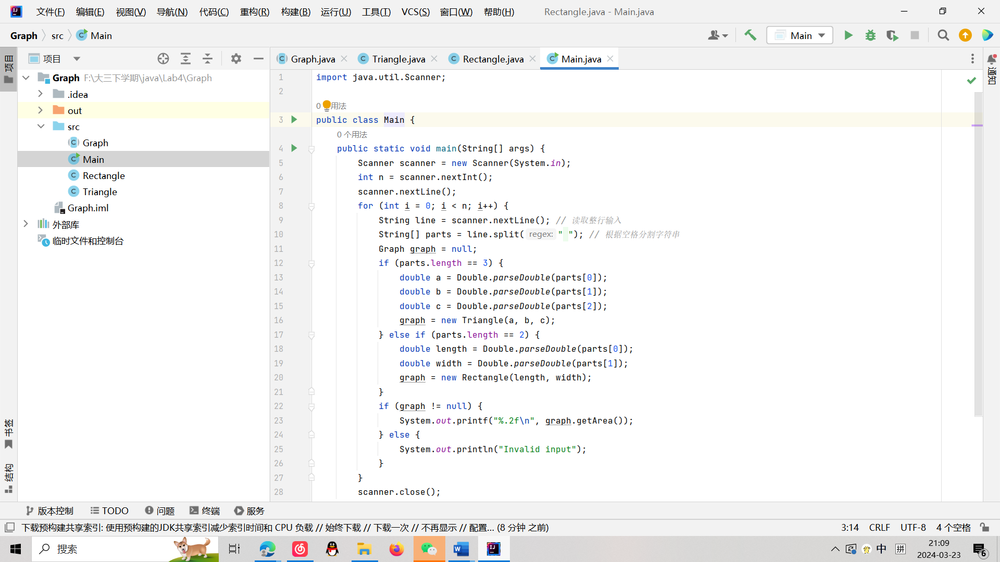 文件(F) 编辑(E) 视图(V) 导航(N) 代码(C) 重构(R) 构建(B) 运行(U) 工具(T) VCS(S) 窗口(W) 帮助(H) Rectangle.java - Main.java
Graph src Main
Main
项目
项目
Graph.java Triangle.java Rectangle.java Main.java
通知
Graph F:\大三下学期\java\Lab4\Graph
.idea
out
src
Graph
Main
Rectangle
Triangle
Graph.iml
外部库
临时文件和控制台
书签
结构
1 import java.util.Scanner;
2
0 用法
3 public class Main {
0 个用法
4 public static void main(String[] args) {
5 Scanner scanner = new Scanner(System.in);
6 int n = scanner.nextInt();
7 scanner.nextLine();
8 for (int i = 0; i < n; i++) {
9 String line = scanner.nextLine(); // 读取整行输入
10 String[] parts = line.split( regex: " "); // 根据空格分割字符串
11 Graph graph = null;
12 if (parts.length == 3) {
13 double a = Double.parseDouble(parts[0]);
14 double b = Double.parseDouble(parts[1]);
15 double c = Double.parseDouble(parts[2]);
16 graph = new Triangle(a, b, c);
17 } else if (parts.length == 2) {
18 double length = Double.parseDouble(parts[0]);
19 double width = Double.parseDouble(parts[1]);
20 graph = new Rectangle(length, width);
21 }
22 if (graph != null) {
23 System.out.printf("%.2f\n", graph.getArea());
24 } else {
25 System.out.println("Invalid input");
26 }
27 }
28 scanner.close();
版本控制 TODO 问题 终端 服务
下载预构建共享索引: 使用预构建的JDK共享索引减少索引时间和 CPU 负载 // 始终下载 // 下载一次 // 不再显示 // 配置... (8 分钟 之前)
3:14 CRLF UTF-8 4 个空格
搜索
中 拼
21:09
2024-03-23
6